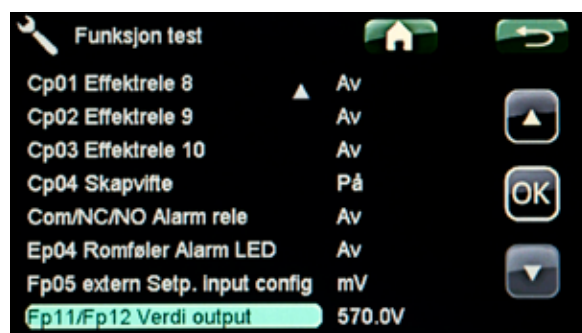 Funksjon test
Cp01 Effektrele 8 Av
Cp02 Effektrele 9 Av
Cp03 Effektrele 10 Av
Cp04 Skapvifte På
Com/NC/NO Alarm rele Av
Ep04 Romføler Alarm LED Av
Fp05 extern Setp. input config mV
Fp11/Fp12 Verdi output 570.0V
OK